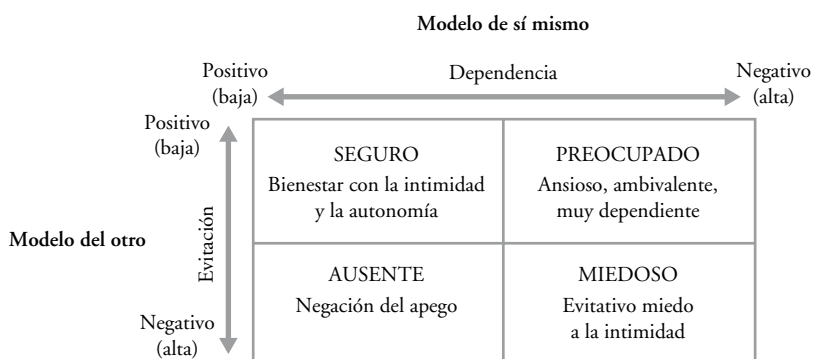 Modelo de sí mismo
Positivo
(baja)
Dependencia
Negativo
(alta)
Positivo
(baja)
SEGURO
Bienestar con la intimidad
y la autonomía
PREOCUPADO
Ansioso, ambivalente,
muy dependiente
Modelo del otro
Evitación
AUSENTE
Negación del apego
MIEDOSO
Evitativo miedo
a la intimidad
Negativo
(alta)